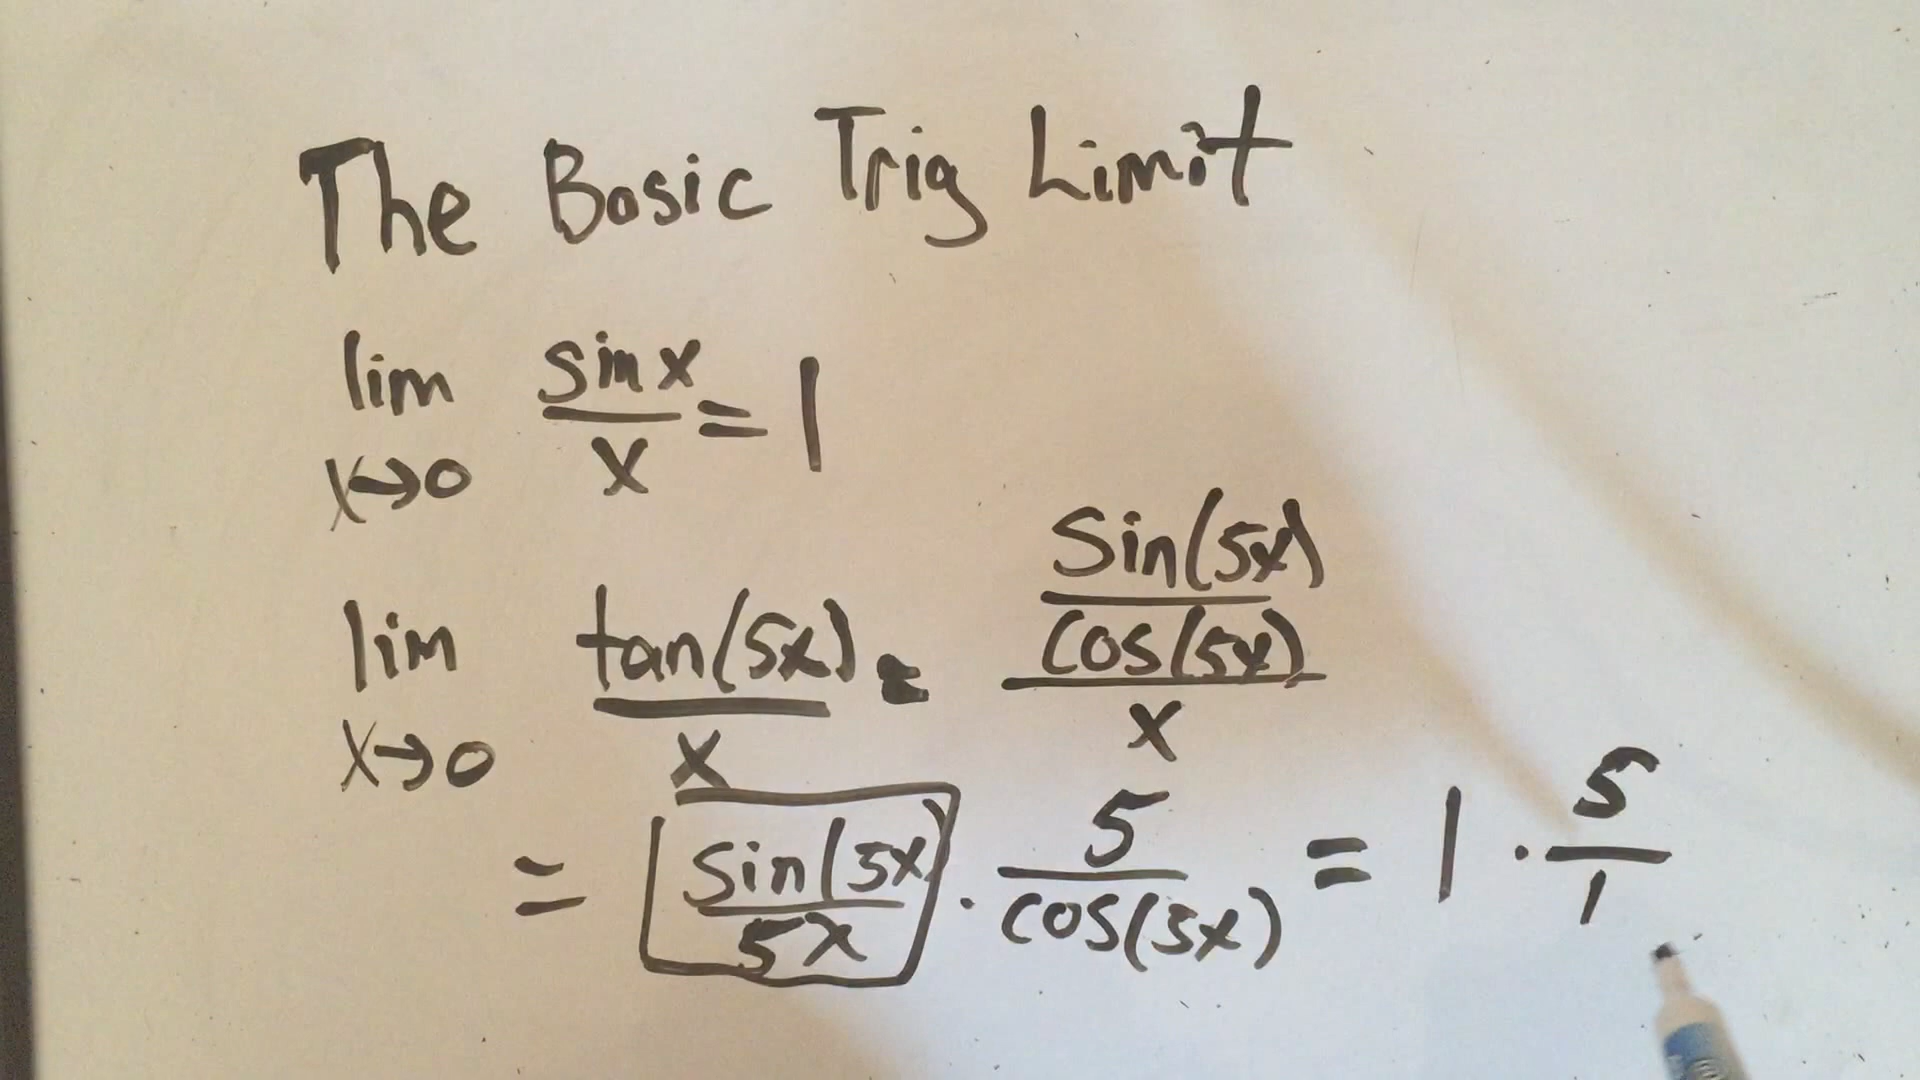 The Basic Trig Limit
lim sin x / x = 1
x→0
lim tan(5x) / x = sin(5x) / cos(5x) / x
x→0
= sin(5x) / 5x · 5 / cos(5x) = 1 · 5 / 1